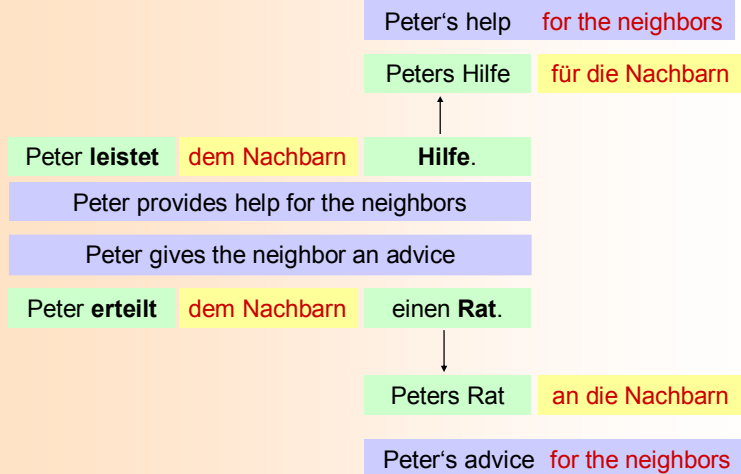 Peter‘s help for the neighbors
Peters Hilfe für die Nachbarn
Peter leistet dem Nachbarn Hilfe.
Peter provides help for the neighbors
Peter gives the neighbor an advice
Peter erteilt dem Nachbarn einen Rat.
Peters Rat an die Nachbarn
Peter‘s advice for the neighbors